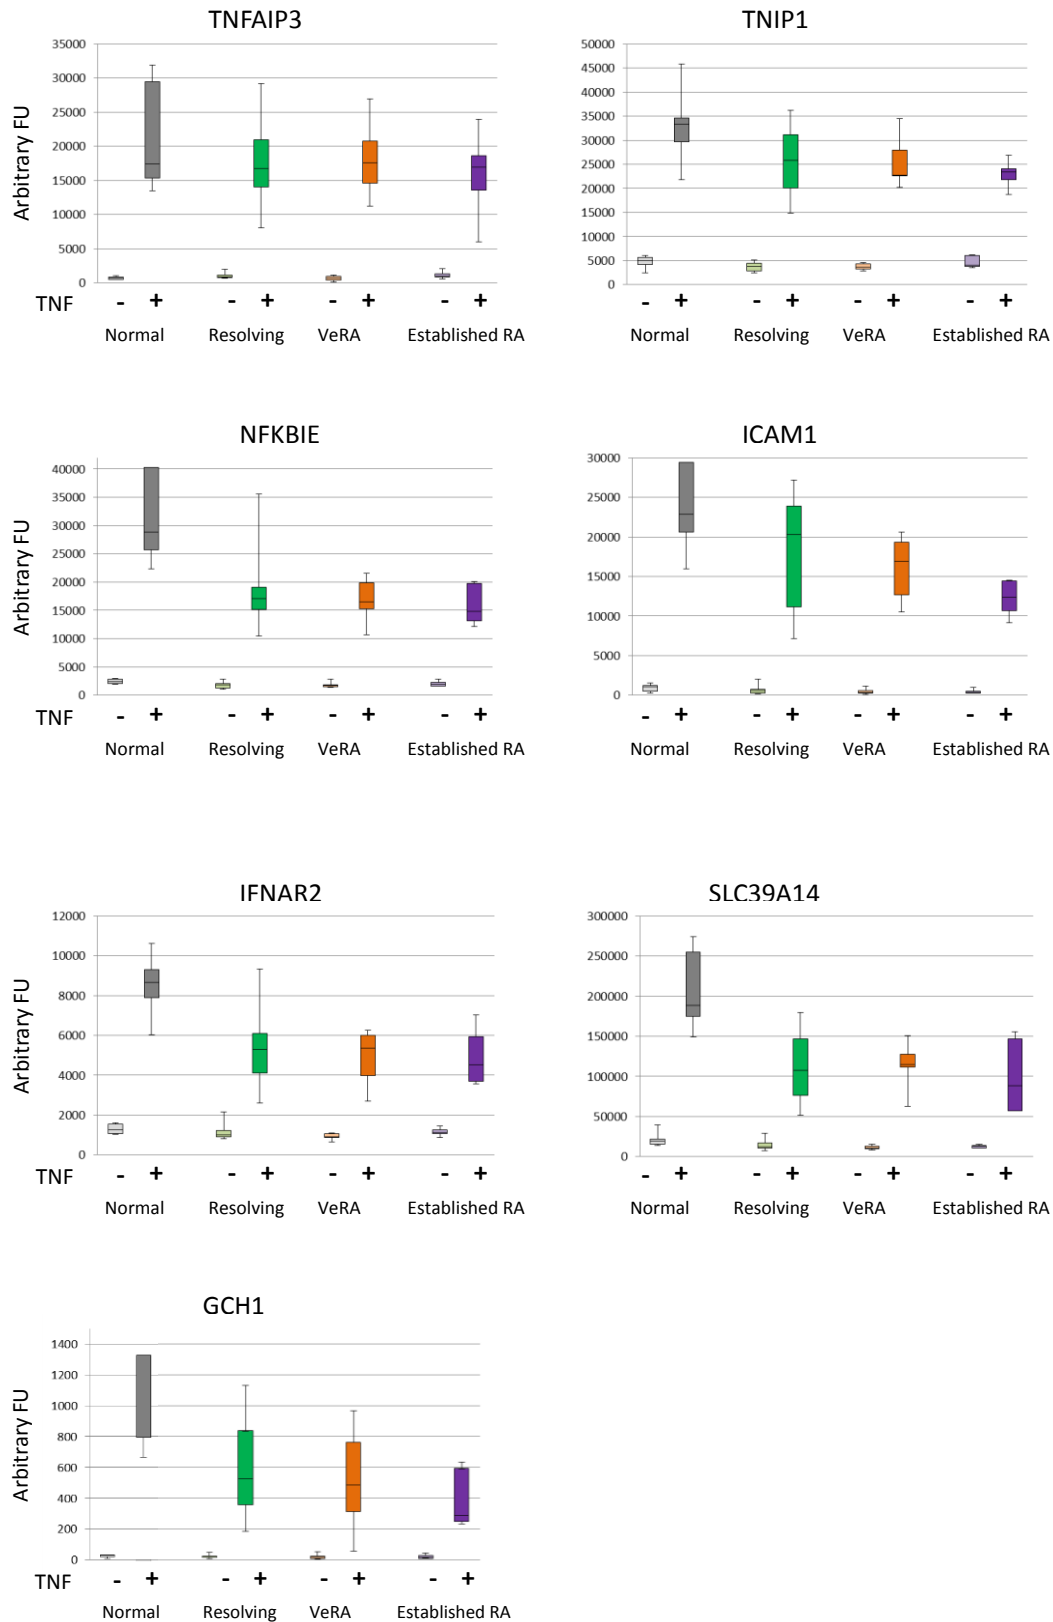 TNFAIP3
TNIP1
Arbitrary FU
35000
30000
25000
20000
15000
10000
5000
0
50000
45000
40000
35000
30000
25000
20000
15000
10000
5000
0
TNF - + - + - + - +
- + - + - + - +
Normal Resolving VeRA Established RA
Normal Resolving VeRA Established RA
NFKBIE
ICAM1
Arbitrary FU
40000
35000
30000
25000
20000
15000
10000
5000
0
30000
25000
20000
15000
10000
5000
0
TNF - + - + - + - +
- + - + - + - +
Normal Resolving VeRA Established RA
Normal Resolving VeRA Established RA
IFNAR2
SLC39A14
Arbitrary FU
12000
10000
8000
6000
4000
2000
0
300000
250000
200000
150000
100000
50000
0
TNF - + - + - + - +
- + - + - + - +
Normal Resolving VeRA Established RA
Normal Resolving VeRA Established RA
GCH1
Arbitrary FU
1400
1200
1000
800
600
400
200
0
TNF - + - + - + - +
Normal Resolving VeRA Established RA